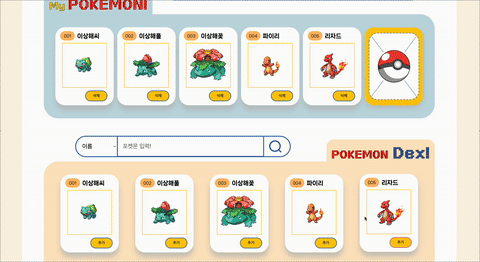 My POKEMON!
001 이상해씨
002 이상해풀
003 이상해꽃
004 파이리
005 리자드
삭제
삭제
삭제
삭제
삭제
이름
포켓몬 입력!
POKEMON Dex!
001 이상해씨
002 이상해풀
003 이상해꽃
004 파이리
005 리자드
추가
추가
추가
추가
추가